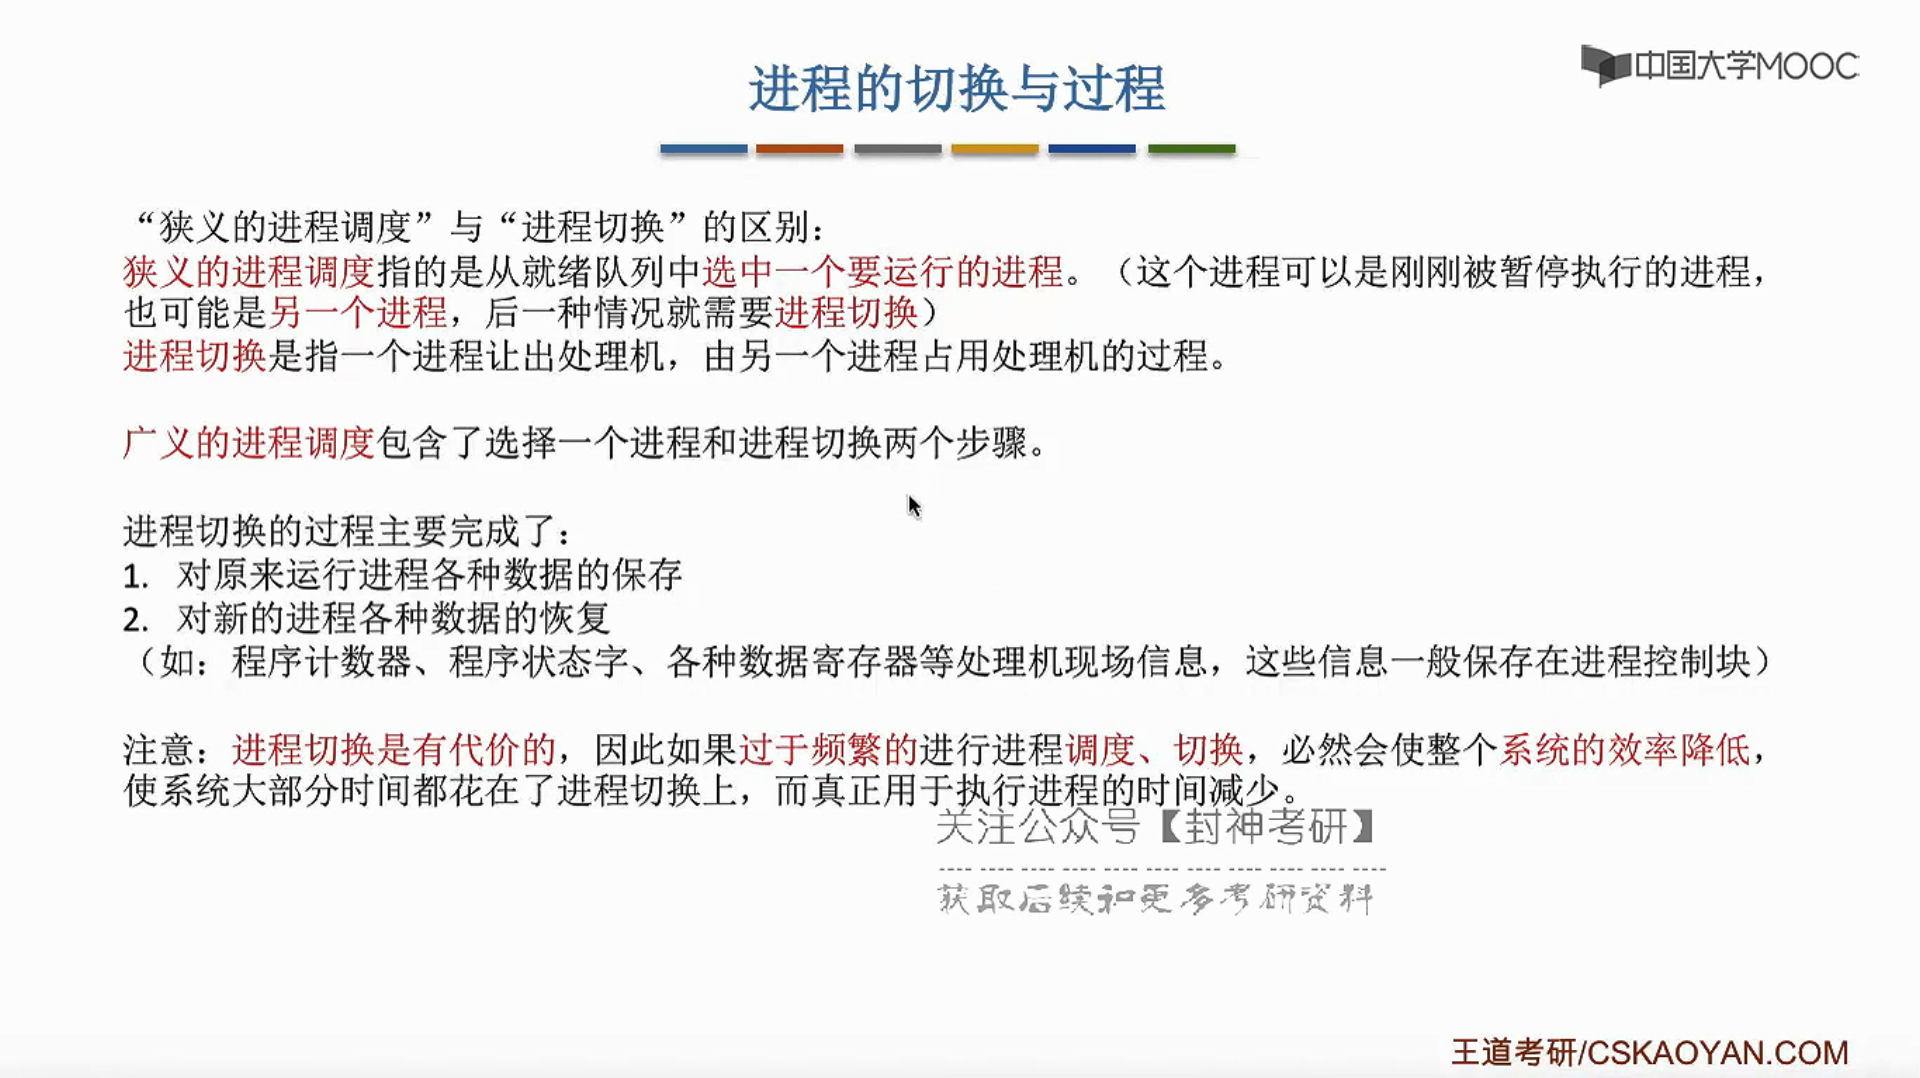 中国大学MOOC
进程的切换与过程
“狭义的进程调度”与“进程切换”的区别：
狭义的进程调度指的是从就绪队列中选中一个要运行的进程。（这个进程可以是刚刚被暂停执行的进程，
也可能是另一个进程，后一种情况就需要进程切换）
进程切换是指一个进程让出处理机，由另一个进程占用处理机的过程。
广义的进程调度包含了选择一个进程和进程切换两个步骤。
进程切换的过程主要完成了：
1. 对原来运行进程各种数据的保存
2. 对新的进程各种数据的恢复
（如：程序计数器、程序状态字、各种数据寄存器等处理机现场信息，这些信息一般保存在进程控制块）
注意：进程切换是有代价的，因此如果过于频繁的进行进程调度、切换，必然会使整个系统的效率降低，
使系统大部分时间都花在了进程切换上，而真正用于执行进程的时间减少。
关注公众号【封神考研】
获取后续和更多考研资料
王道考研/CSKAOYAN.COM